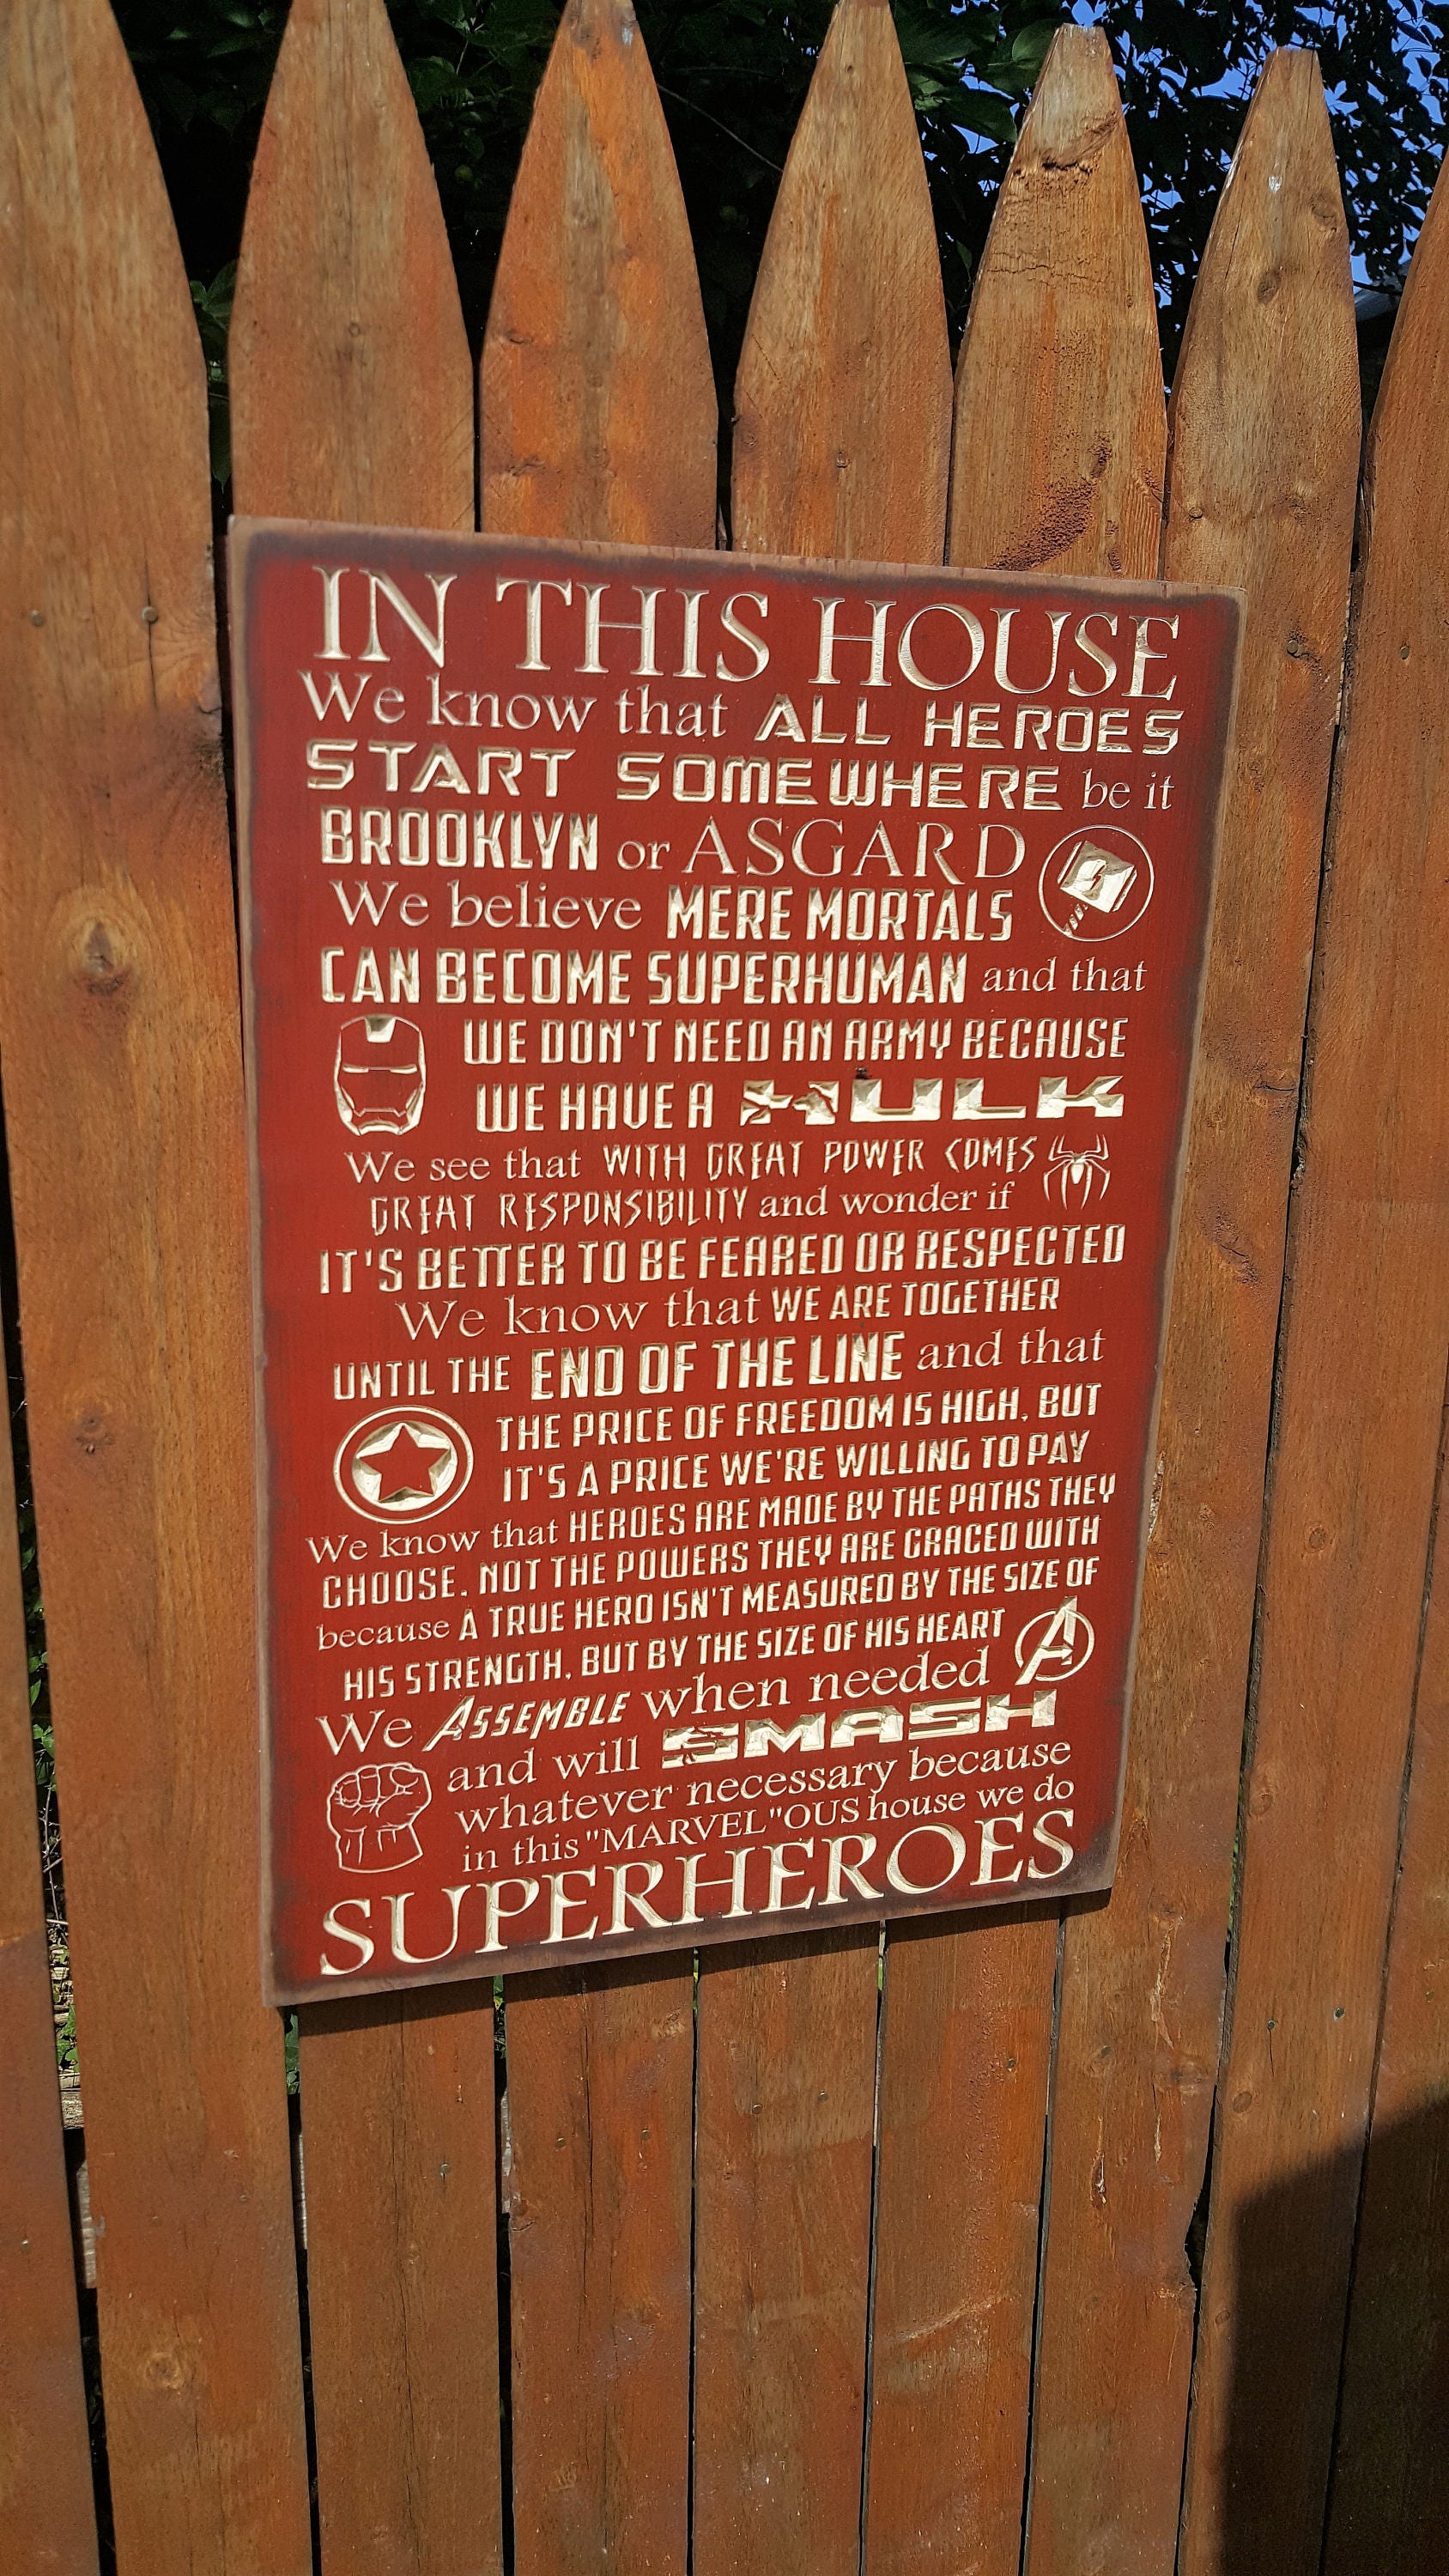 IN THIS HOUSE
We know that ALL HEROES
START SOMEWHERE be it
BROOKLYN or ASGARD
We believe MERE MORTALS
CAN BECOME SUPERHUMAN and that
WE DON'T NEED AN ARMY BECAUSE
WE HAVE A HULK
We see that WITH GREAT POWER COMES
GREAT RESPONSIBILITY and wonder if
IT'S BETTER TO BE FEARED OR RESPECTED
We know that WE ARE TOGETHER
UNTIL THE END OF THE LINE and that
THE PRICE OF FREEDOM IS HIGH, BUT
IT'S A PRICE WE'RE WILLING TO PAY
We know that HEROES ARE MADE BY THE PATHS THEY
CHOOSE, NOT THE POWERS THEY ARE GRACED WITH
because A TRUE HERO ISN'T MEASURED BY THE SIZE OF
HIS STRENGTH, BUT BY THE SIZE OF HIS HEART
We ASSEMBLE when needed
and will SMASH
whatever necessary because
in this "MARVEL"OUS house we do
SUPERHEROES